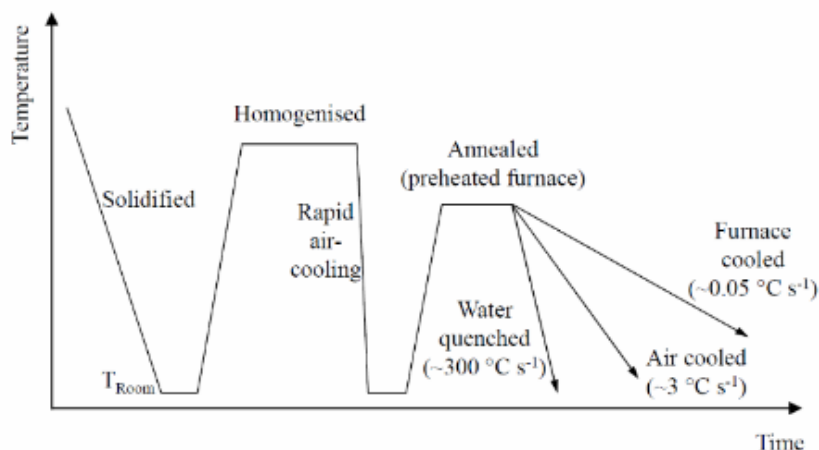 Temperature
Homogenised
Annealed
(preheated furnace)
Solidified
Rapid
air-
cooling
Furnace
cooled
(~0.05 °C s⁻¹)
Water
quenched
(~300 °C s⁻¹)
Air cooled
(~3 °C s⁻¹)
T_Room
Time